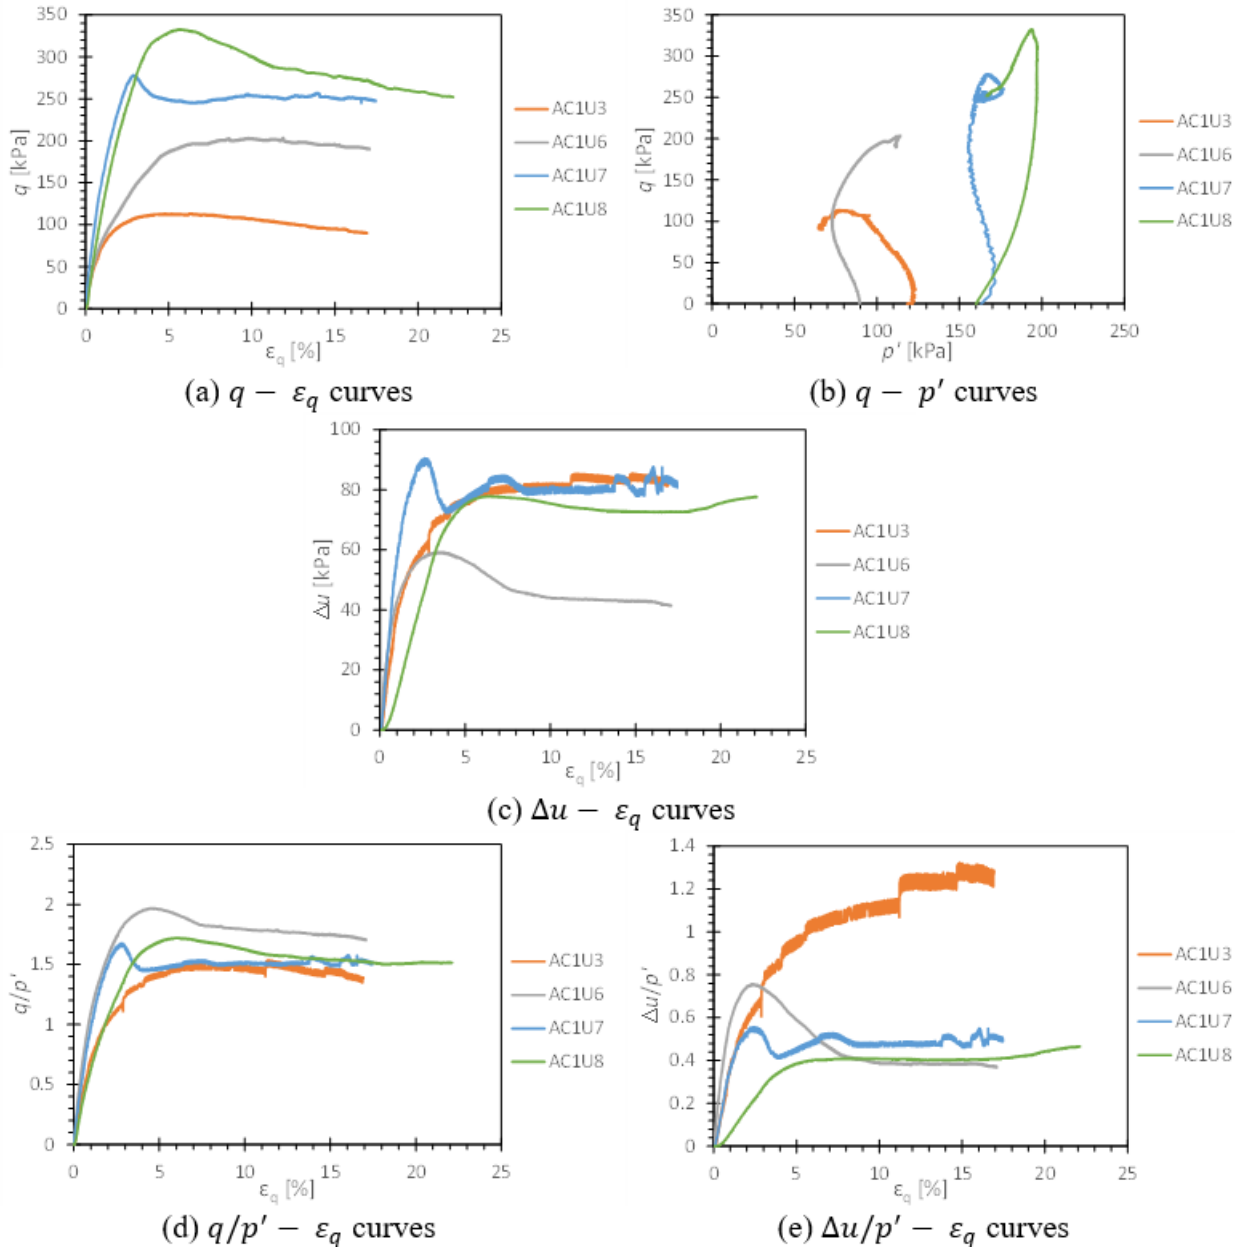 350
300
250
200
150
100
50
0
q [kPa]
0 5 10 15 20 25
εq [%]
AC1U3
AC1U6
AC1U7
AC1U8
(a) q − εq curves
350
300
250
200
150
100
50
0
q [kPa]
0 50 100 150 200 250
p′ [kPa]
AC1U3
AC1U6
AC1U7
AC1U8
(b) q − p′ curves
100
80
60
40
20
0
Δu [kPa]
0 5 10 15 20 25
εq [%]
AC1U3
AC1U6
AC1U7
AC1U8
(c) Δu − εq curves
2.5
2
1.5
1
0.5
0
q/p′
0 5 10 15 20 25
εq [%]
AC1U3
AC1U6
AC1U7
AC1U8
(d) q/p′ − εq curves
1.4
1.2
1
0.8
0.6
0.4
0.2
0
Δu/p′
0 5 10 15 20 25
εq [%]
AC1U3
AC1U6
AC1U7
AC1U8
(e) Δu/p′ − εq curves